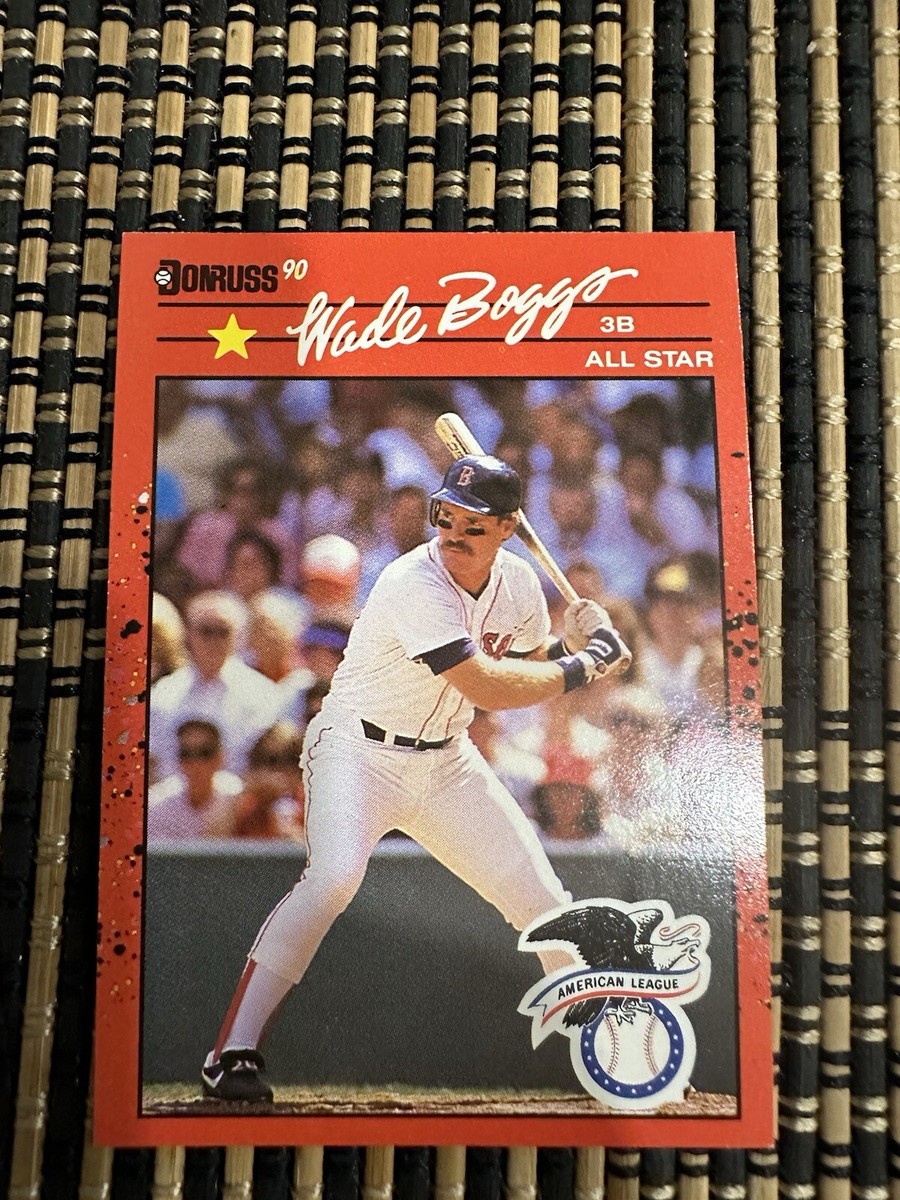 DONRUSS 90
Wade Boggs
3B
ALL STAR
B
AMERICAN LEAGUE